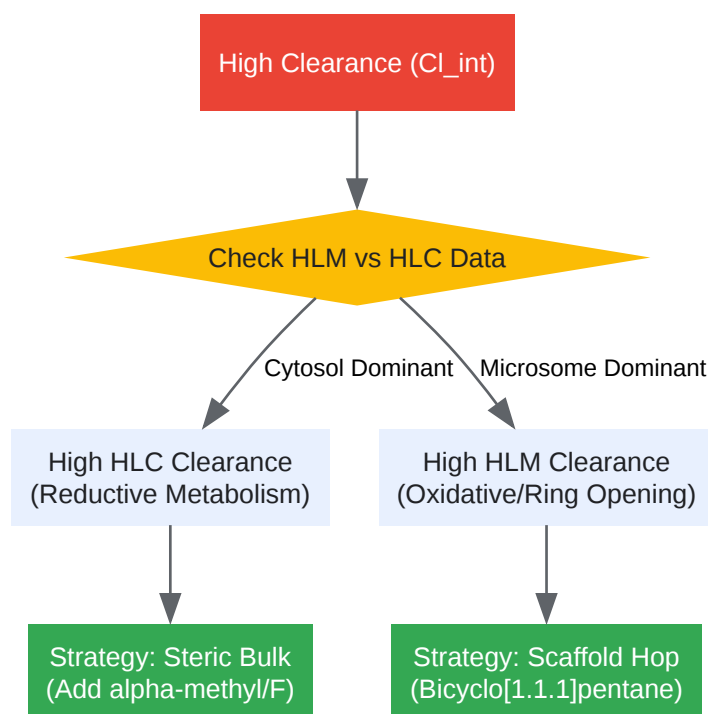 High Clearance (Cl_int)
Check HLM vs HLC Data
Cytosol Dominant
Microsome Dominant
High HLC Clearance
(Reductive Metabolism)
High HLM Clearance
(Oxidative/Ring Opening)
Strategy: Steric Bulk
(Add alpha-methyl/F)
Strategy: Scaffold Hop
(Bicyclo[1.1.1]pentane)